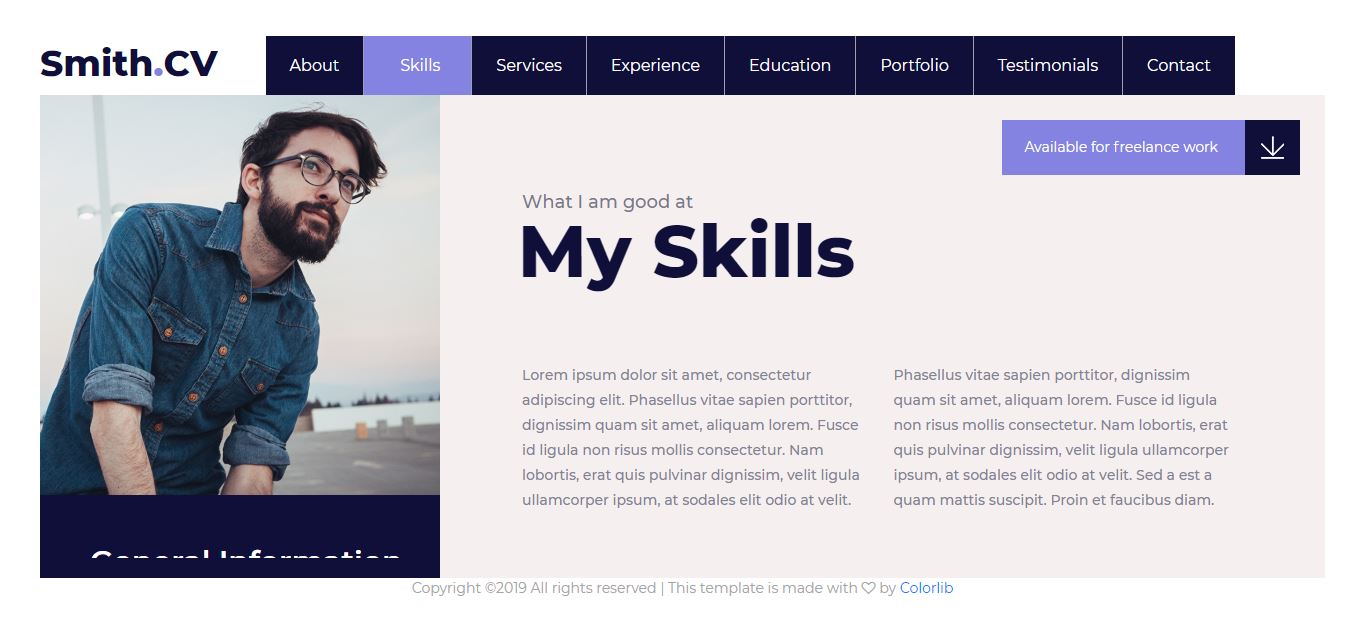 Smith.CV
About Skills Services Experience Education Portfolio Testimonials Contact
Available for freelance work
What I am good at
My Skills
Lorem ipsum dolor sit amet, consectetur
adipiscing elit. Phasellus vitae sapien porttitor,
dignissim quam sit amet, aliquam lorem. Fusce
id ligula non risus mollis consectetur. Nam
lobortis, erat quis pulvinar dignissim, velit ligula
ullamcorper ipsum, at sodales elit odio at velit.
Phasellus vitae sapien porttitor, dignissim
quam sit amet, aliquam lorem. Fusce id ligula
non risus mollis consectetur. Nam lobortis, erat
quis pulvinar dignissim, velit ligula ullamcorper
ipsum, at sodales elit odio at velit. Sed a est a
quam mattis suscipit. Proin et faucibus diam.
General Information
Copyright ©2019 All rights reserved | This template is made with ♡ by Colorlib